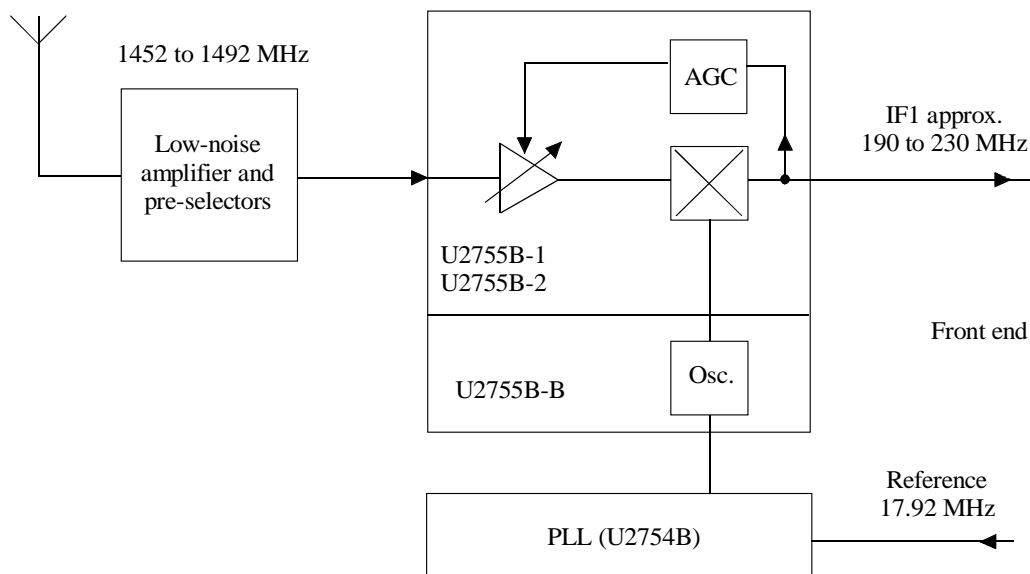 1452 to 1492 MHz
Low-noise
amplifier and
pre-selectors
AGC
IF1 approx.
190 to 230 MHz
U2755B-1
U2755B-2
Front end
U2755B-B
Osc.
Reference
17.92 MHz
PLL (U2754B)